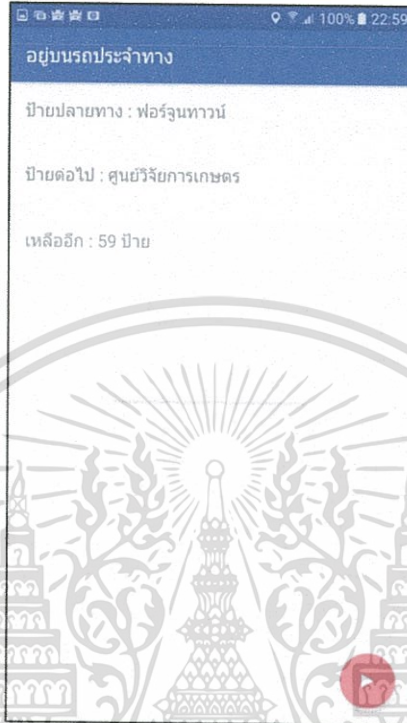 100% 22:59
อยู่บนรถประจำทาง
ป้ายปลายทาง : ฟอร์จูนทาวน์
ป้ายต่อไป : ศูนย์วิจัยการเกษตร
เหลืออีก : 59 ป้าย